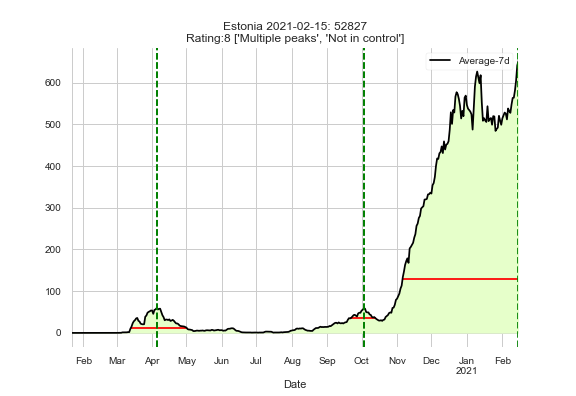 Estonia 2021-02-15: 52827
Rating:8 ['Multiple peaks', 'Not in control']
Average-7d
600
500
400
300
200
100
0
Feb Mar Apr May Jun Jul Aug Sep Oct Nov Dec Jan Feb
2021
Date